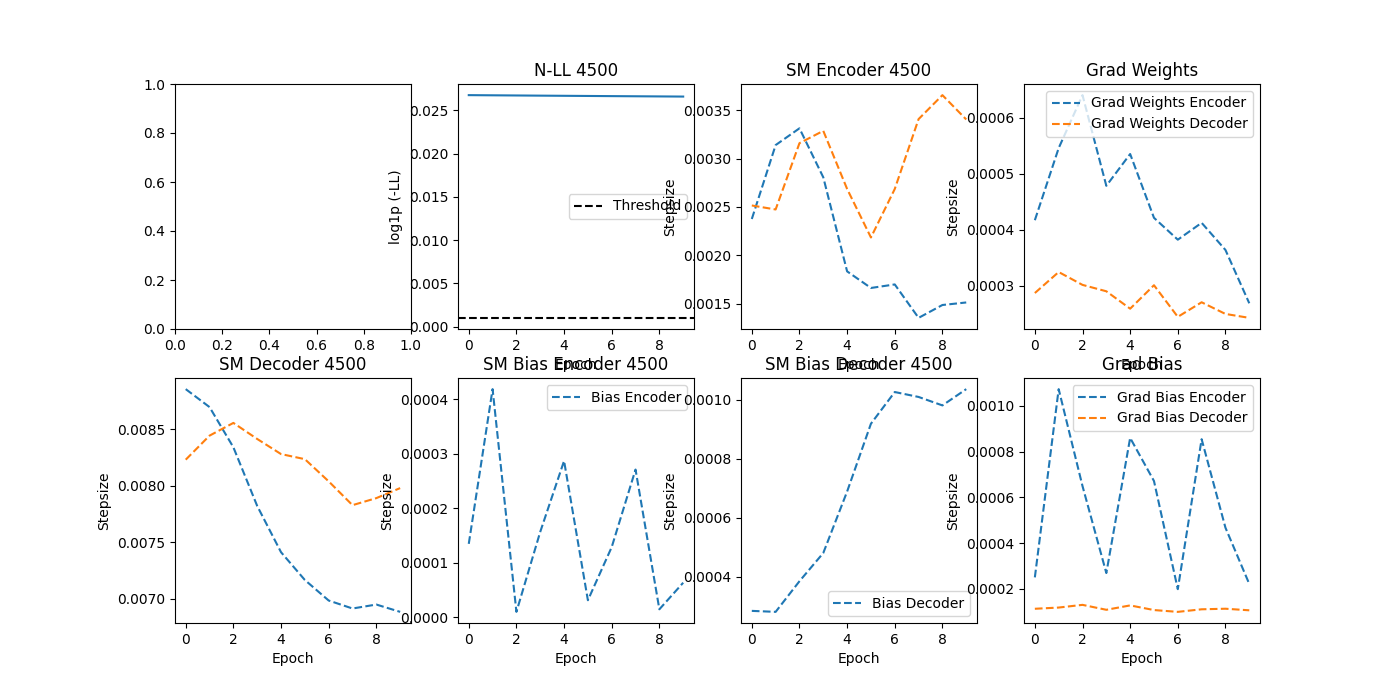 N-LL 4500
SM Encoder 4500
Grad Weights
1.0
0.8
0.6
0.4
0.2
0.0
0.0 0.2 0.4 0.6 0.8 1.0
log1p (-LL)
0.025
0.020
0.015
0.010
0.005
0.000
Threshold
0 2 4 6 8
Epoch
Stepsize
0.0035
0.0030
0.0025
0.0020
0.0015
0 2 4 6 8
Epoch
Stepsize
0.0006
0.0005
0.0004
0.0003
Grad Weights Encoder
Grad Weights Decoder
0 2 4 6 8
Epoch
SM Decoder 4500
SM Bias Encoder 4500
SM Bias Decoder 4500
Grad Bias
Stepsize
0.0085
0.0080
0.0075
0.0070
0 2 4 6 8
Epoch
Stepsize
0.0004
0.0003
0.0002
0.0001
0.0000
Bias Encoder
0 2 4 6 8
Epoch
Stepsize
0.0010
0.0008
0.0006
0.0004
Bias Decoder
0 2 4 6 8
Epoch
Stepsize
0.0010
0.0008
0.0006
0.0004
0.0002
Grad Bias Encoder
Grad Bias Decoder
0 2 4 6 8
Epoch